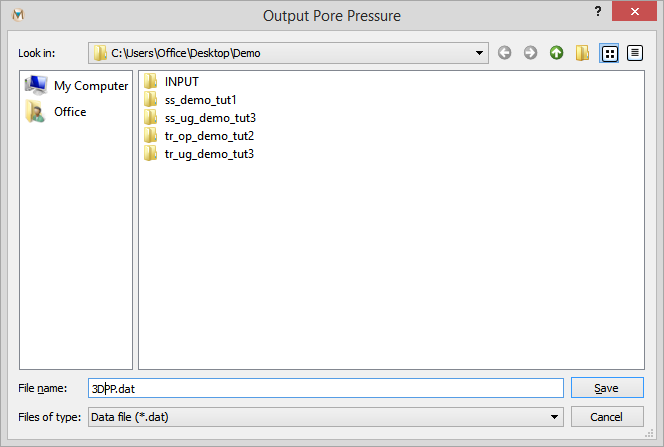 Output Pore Pressure
?
Look in: C:\Users\Office\Desktop\Demo
My Computer
Office
INPUT
ss_demo_tut1
ss_ug_demo_tut3
tr_op_demo_tut2
tr_ug_demo_tut3
File name: 3DPP.dat Save
Files of type: Data file (*.dat) Cancel